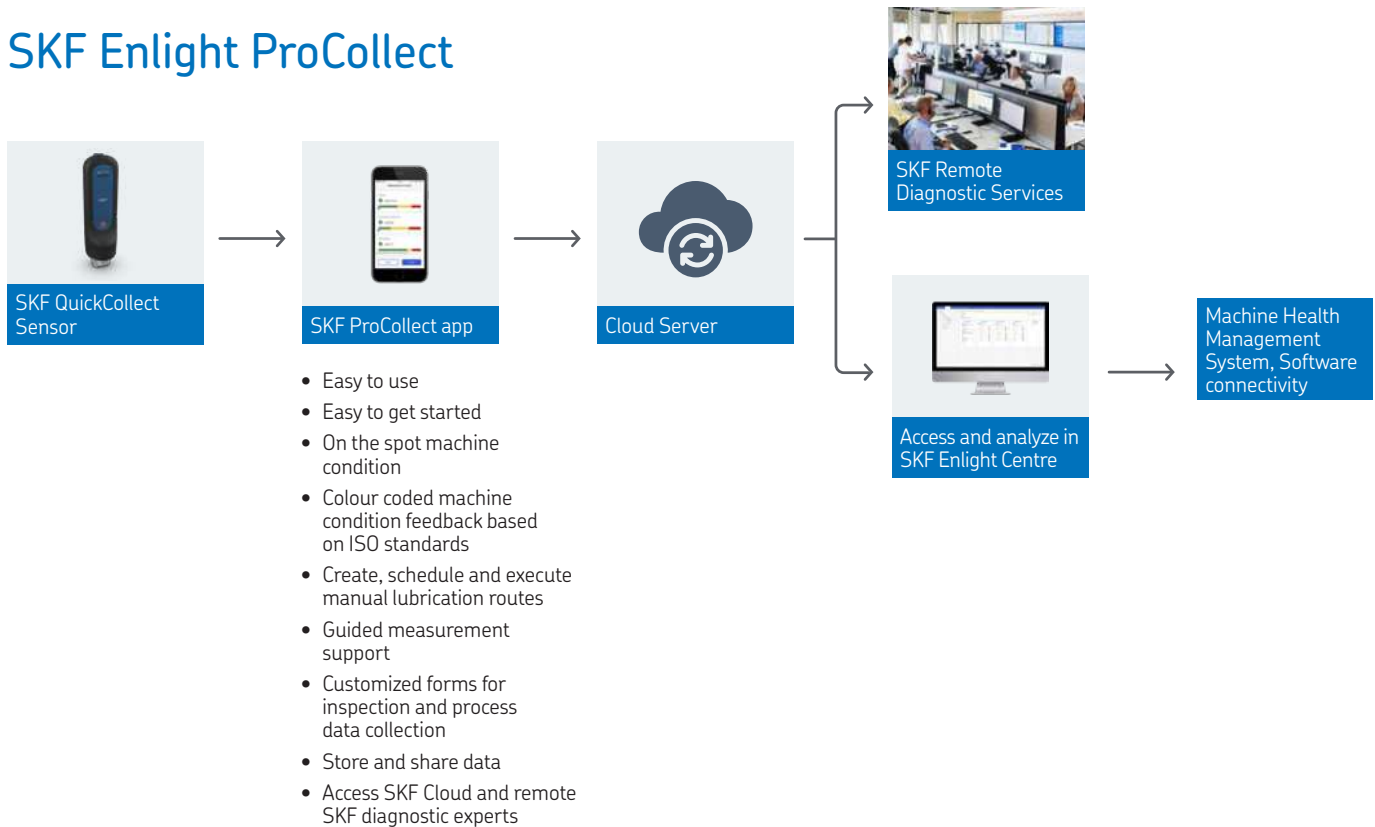 SKF Enlight ProCollect
SKF QuickCollect
Sensor
SKF ProCollect app
Cloud Server
SKF Remote
Diagnostic Services
Access and analyze in
SKF Enlight Centre
Machine Health
Management
System, Software
connectivity
• Easy to use
• Easy to get started
• On the spot machine
condition
• Colour coded machine
condition feedback based
on ISO standards
• Create, schedule and execute
manual lubrication routes
• Guided measurement
support
• Customized forms for
inspection and process
data collection
• Store and share data
• Access SKF Cloud and remote
SKF diagnostic experts